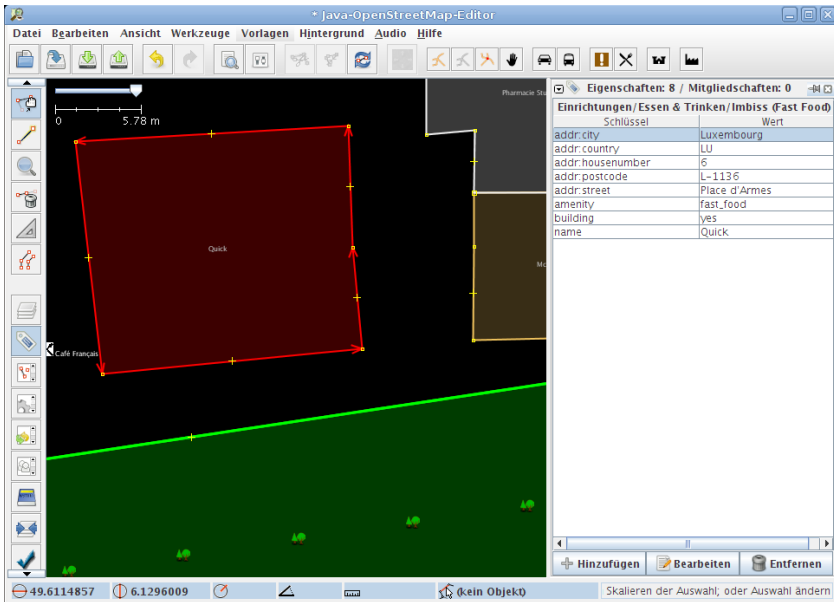 * Java-OpenStreetMap-Editor
Datei Bearbeiten Ansicht Werkzeuge Vorlagen Hintergrund Audio Hilfe
0 5.78 m
Pharmacie Stu
Quick
Mc
Café Français
Eigenschaften: 8 / Mitgliedschaften: 0
Einrichtungen/Essen & Trinken/Imbiss (Fast Food)
Schlüssel Wert
addr:city Luxembourg
addr:country LU
addr:housenumber 6
addr:postcode L-1136
addr:street Place d'Armes
amenity fast_food
building yes
name Quick
Hinzufügen Bearbeiten Entfernen
49.6114857 6.1296009 (kein Objekt) Skalieren der Auswahl; oder Auswahl ändern